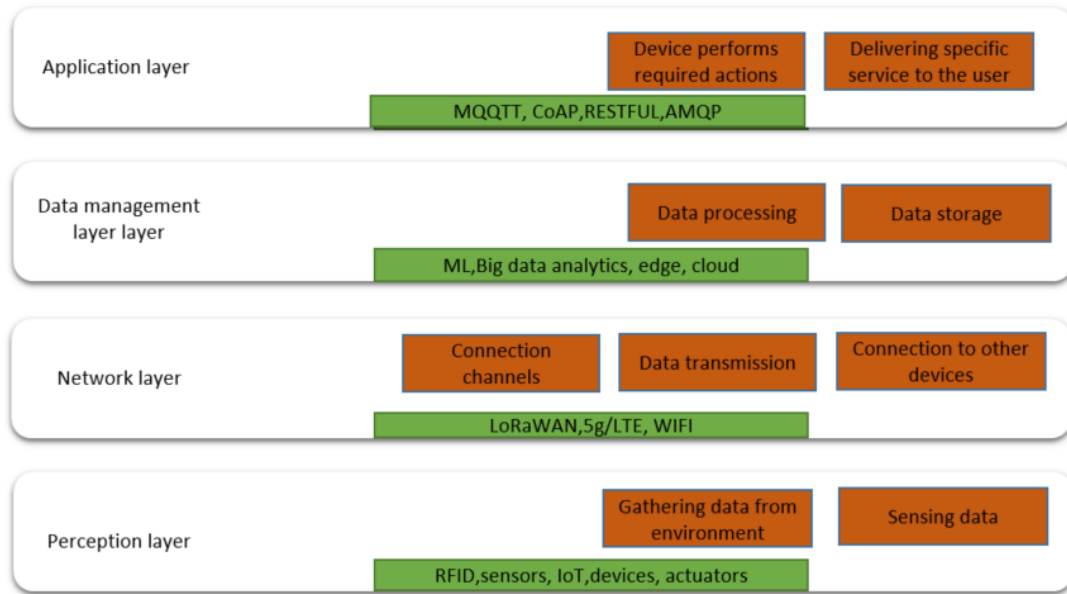 Application layer
Device performs
required actions
Delivering specific
service to the user
MQQTT, CoAP,RESTFUL,AMQP
Data management
layer layer
Data processing
Data storage
ML,Big data analytics, edge, cloud
Network layer
Connection
channels
Data transmission
Connection to other
devices
LoRaWAN,5g/LTE, WIFI
Perception layer
Gathering data from
environment
Sensing data
RFID,sensors, IoT,devices, actuators